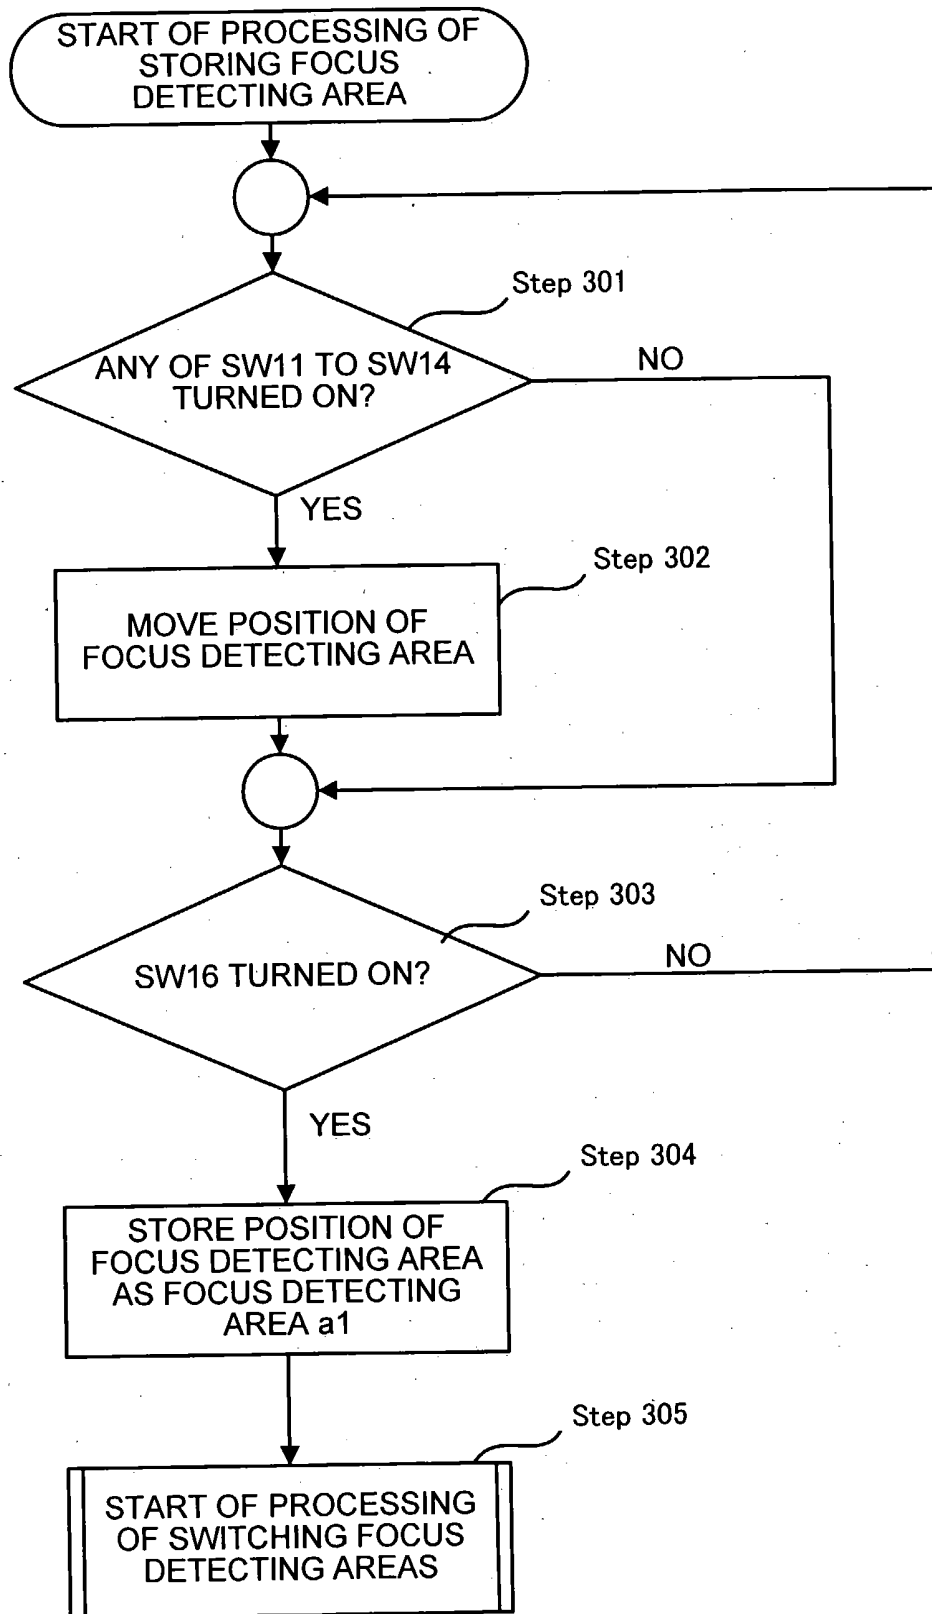 START OF PROCESSING OF
STORING FOCUS
DETECTING AREA
Step 301
ANY OF SW11 TO SW14
TURNED ON?
NO
YES
Step 302
MOVE POSITION OF
FOCUS DETECTING AREA
Step 303
SW16 TURNED ON?
NO
YES
Step 304
STORE POSITION OF
FOCUS DETECTING AREA
AS FOCUS DETECTING
AREA a1
Step 305
START OF PROCESSING
OF SWITCHING FOCUS
DETECTING AREAS